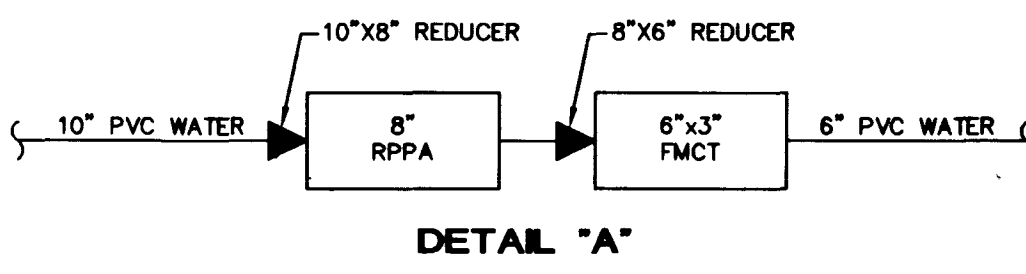 10"X8" REDUCER
8"X6" REDUCER
10" PVC WATER
8"
RPPA
6"x3"
FMCT
6" PVC WATER
DETAIL "A"